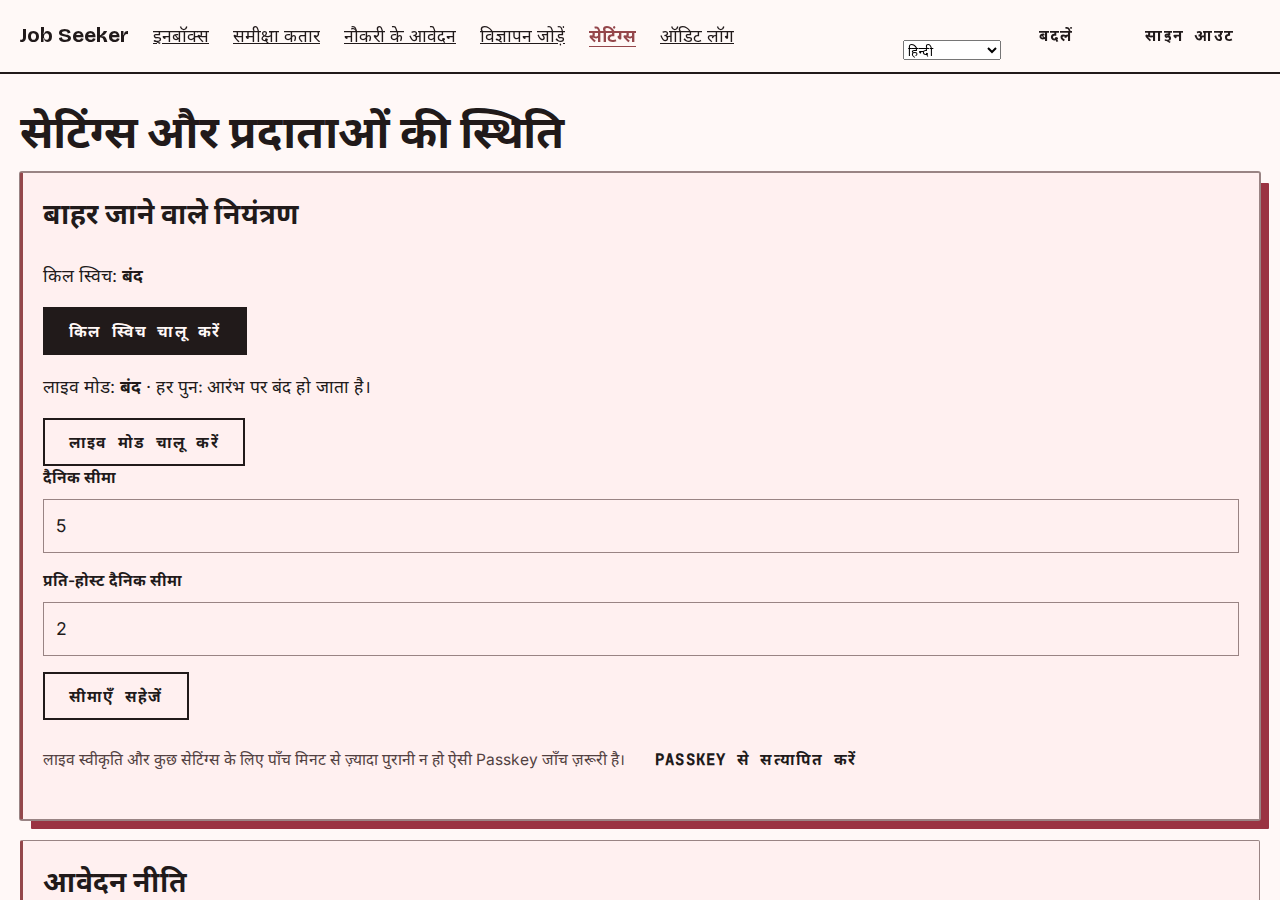 Job Seeker इनबॉक्स समीक्षा कतार नौकरी के आवेदन विज्ञापन जोड़ें सेटिंग्स ऑडिट लॉग हिन्दी बदलें साइन आउट
सेटिंग्स और प्रदाताओं की स्थिति
बाहर जाने वाले नियंत्रण
किल स्विच: बंद
किल स्विच चालू करें
लाइव मोड: बंद · हर पुनः आरंभ पर बंद हो जाता है।
लाइव मोड चालू करें
दैनिक सीमा
5
प्रति-होस्ट दैनिक सीमा
2
सीमाएँ सहेजें
लाइव स्वीकृति और कुछ सेटिंग्स के लिए पाँच मिनट से ज़्यादा पुरानी न हो ऐसी Passkey जाँच ज़रूरी है। PASSKEY से सत्यापित करें
आवेदन नीति